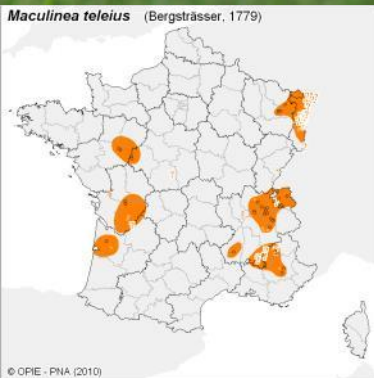 Maculinea teleius (Bergsträsser, 1779)
© OPIE - PNA (2010)